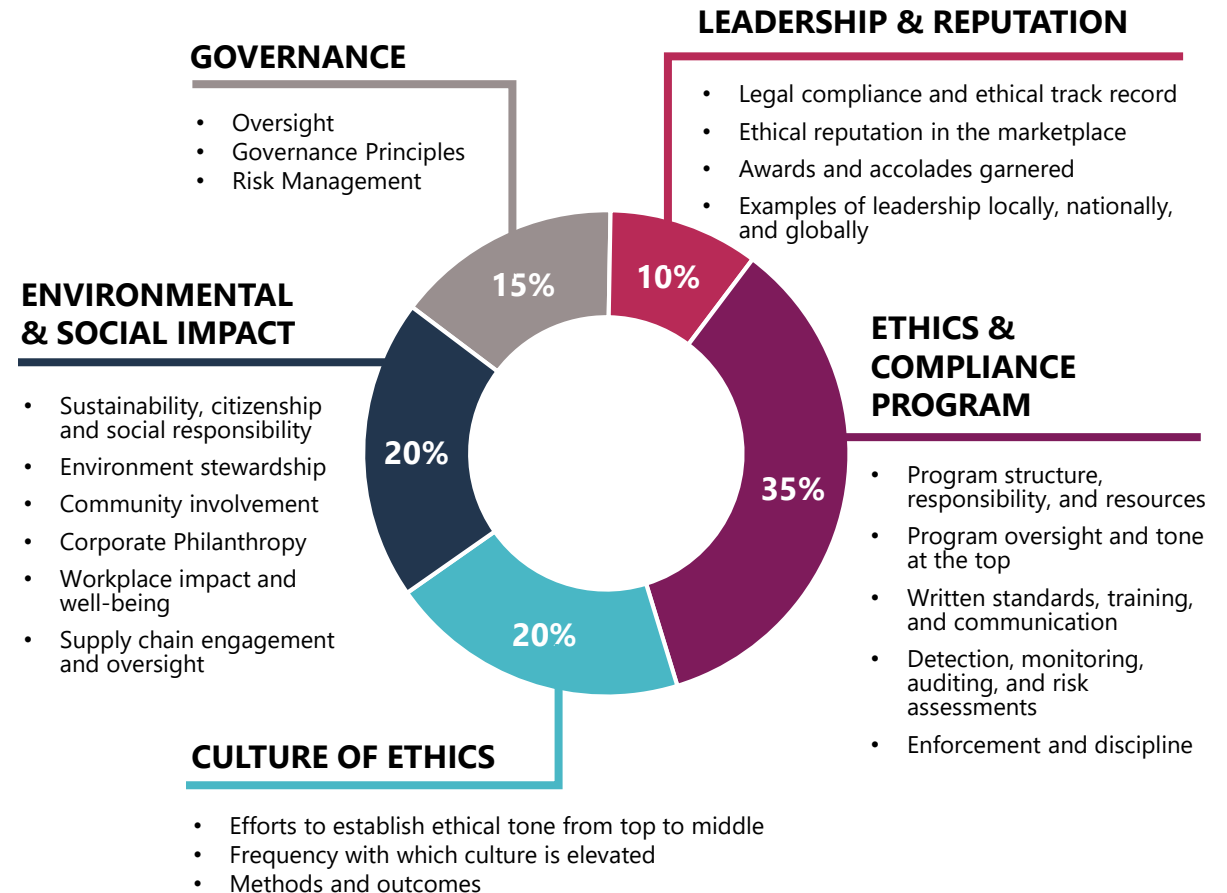 LEADERSHIP & REPUTATION
• Legal compliance and ethical track record
• Ethical reputation in the marketplace
• Awards and accolades garnered
• Examples of leadership locally, nationally,
and globally
GOVERNANCE
• Oversight
• Governance Principles
• Risk Management
15%
10%
ENVIRONMENTAL
& SOCIAL IMPACT
• Sustainability, citizenship
and social responsibility
• Environment stewardship
• Community involvement
• Corporate Philanthropy
• Workplace impact and
well-being
• Supply chain engagement
and oversight
20%
35%
ETHICS &
COMPLIANCE
PROGRAM
• Program structure,
responsibility, and resources
• Program oversight and tone
at the top
• Written standards, training,
and communication
• Detection, monitoring,
auditing, and risk
assessments
• Enforcement and discipline
20%
CULTURE OF ETHICS
• Efforts to establish ethical tone from top to middle
• Frequency with which culture is elevated
• Methods and outcomes